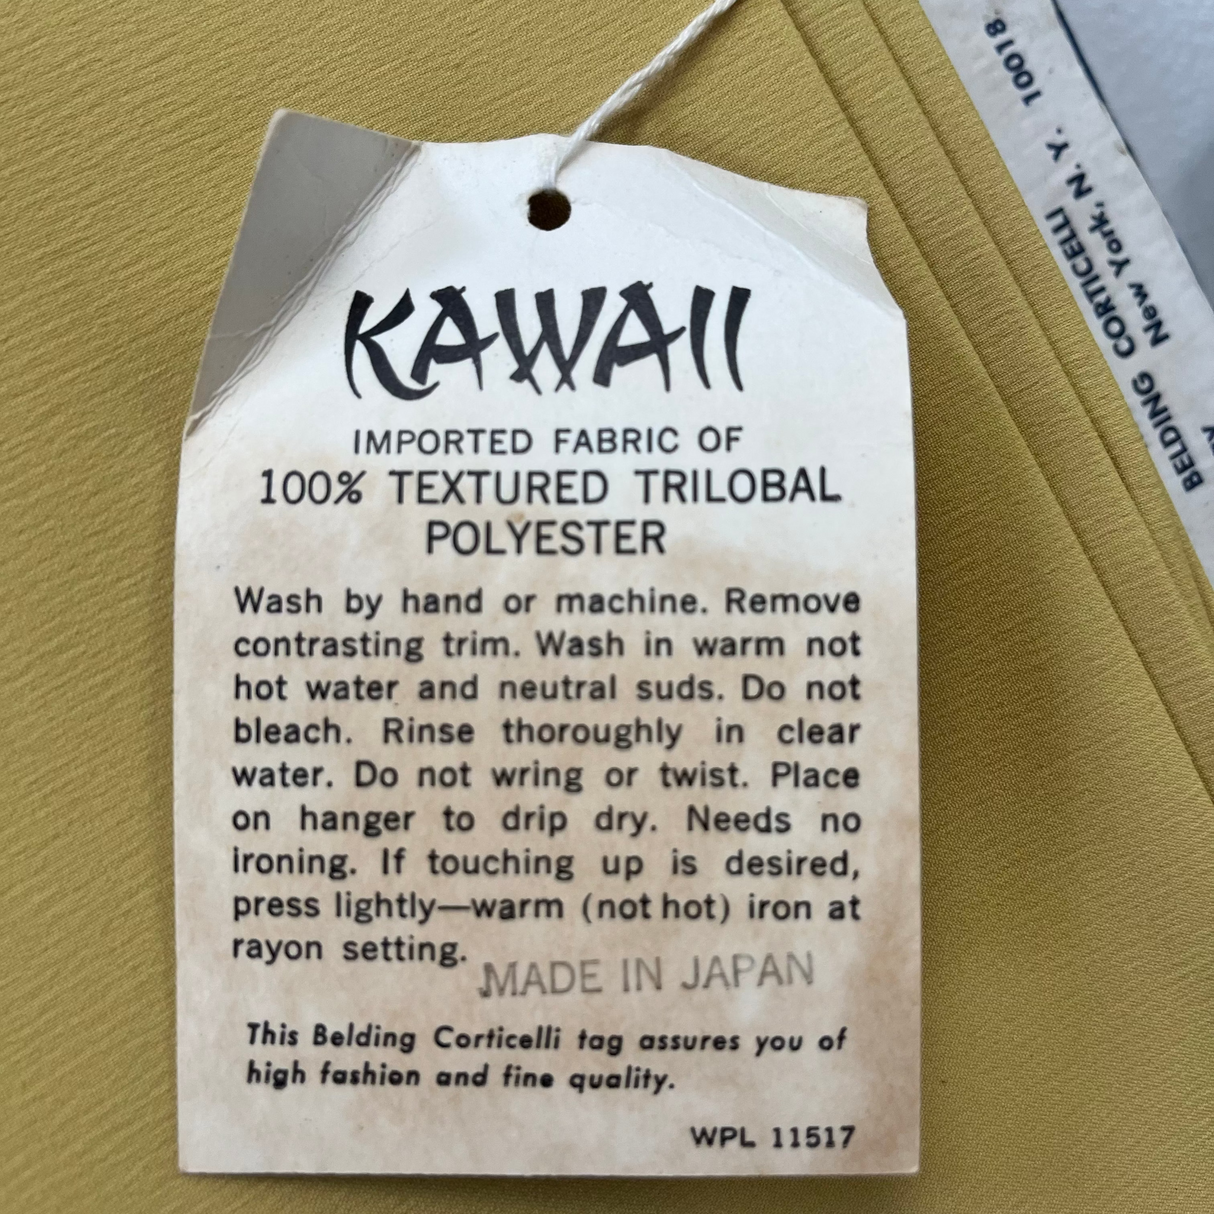 KAWAII
IMPORTED FABRIC OF
100% TEXTURED TRILOBAL
POLYESTER
Wash by hand or machine. Remove
contrasting trim. Wash in warm not
hot water and neutral suds. Do not
bleach. Rinse thoroughly in clear
water. Do not wring or twist. Place
on hanger to drip dry. Needs no
ironing. If touching up is desired,
press lightly—warm (not hot) iron at
rayon setting.
MADE IN JAPAN
This Belding Corticelli tag assures you of
high fashion and fine quality.
WPL 11517
BELDING CORTICELLI
New York, N. Y. 10018